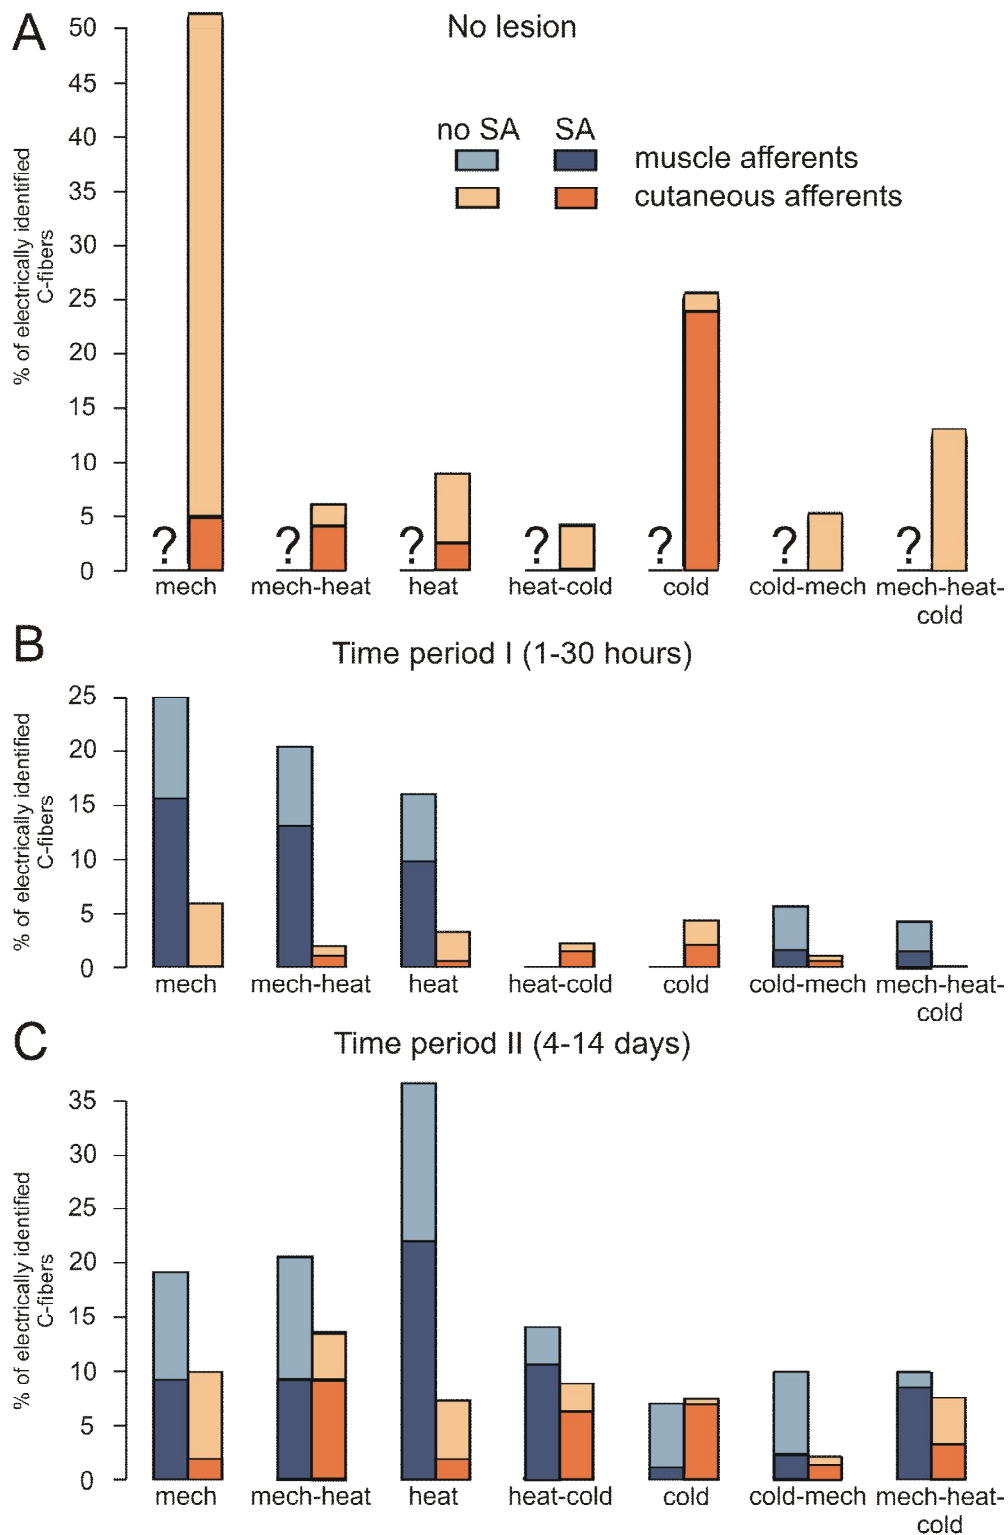 A
No lesion
50
45
40
35
30
25
20
15
10
5
0
% of electrically identified
C-fibers
no SA SA
muscle afferents
cutaneous afferents
? ? ? ? ? ? ?
mech mech-heat heat heat-cold cold cold-mech mech-heat-
cold
B
Time period I (1-30 hours)
25
20
15
10
5
0
% of electrically identified
C-fibers
mech mech-heat heat heat-cold cold cold-mech mech-heat-
cold
C
Time period II (4-14 days)
35
30
25
20
15
10
5
0
% of electrically identified
C-fibers
mech mech-heat heat heat-cold cold cold-mech mech-heat-
cold